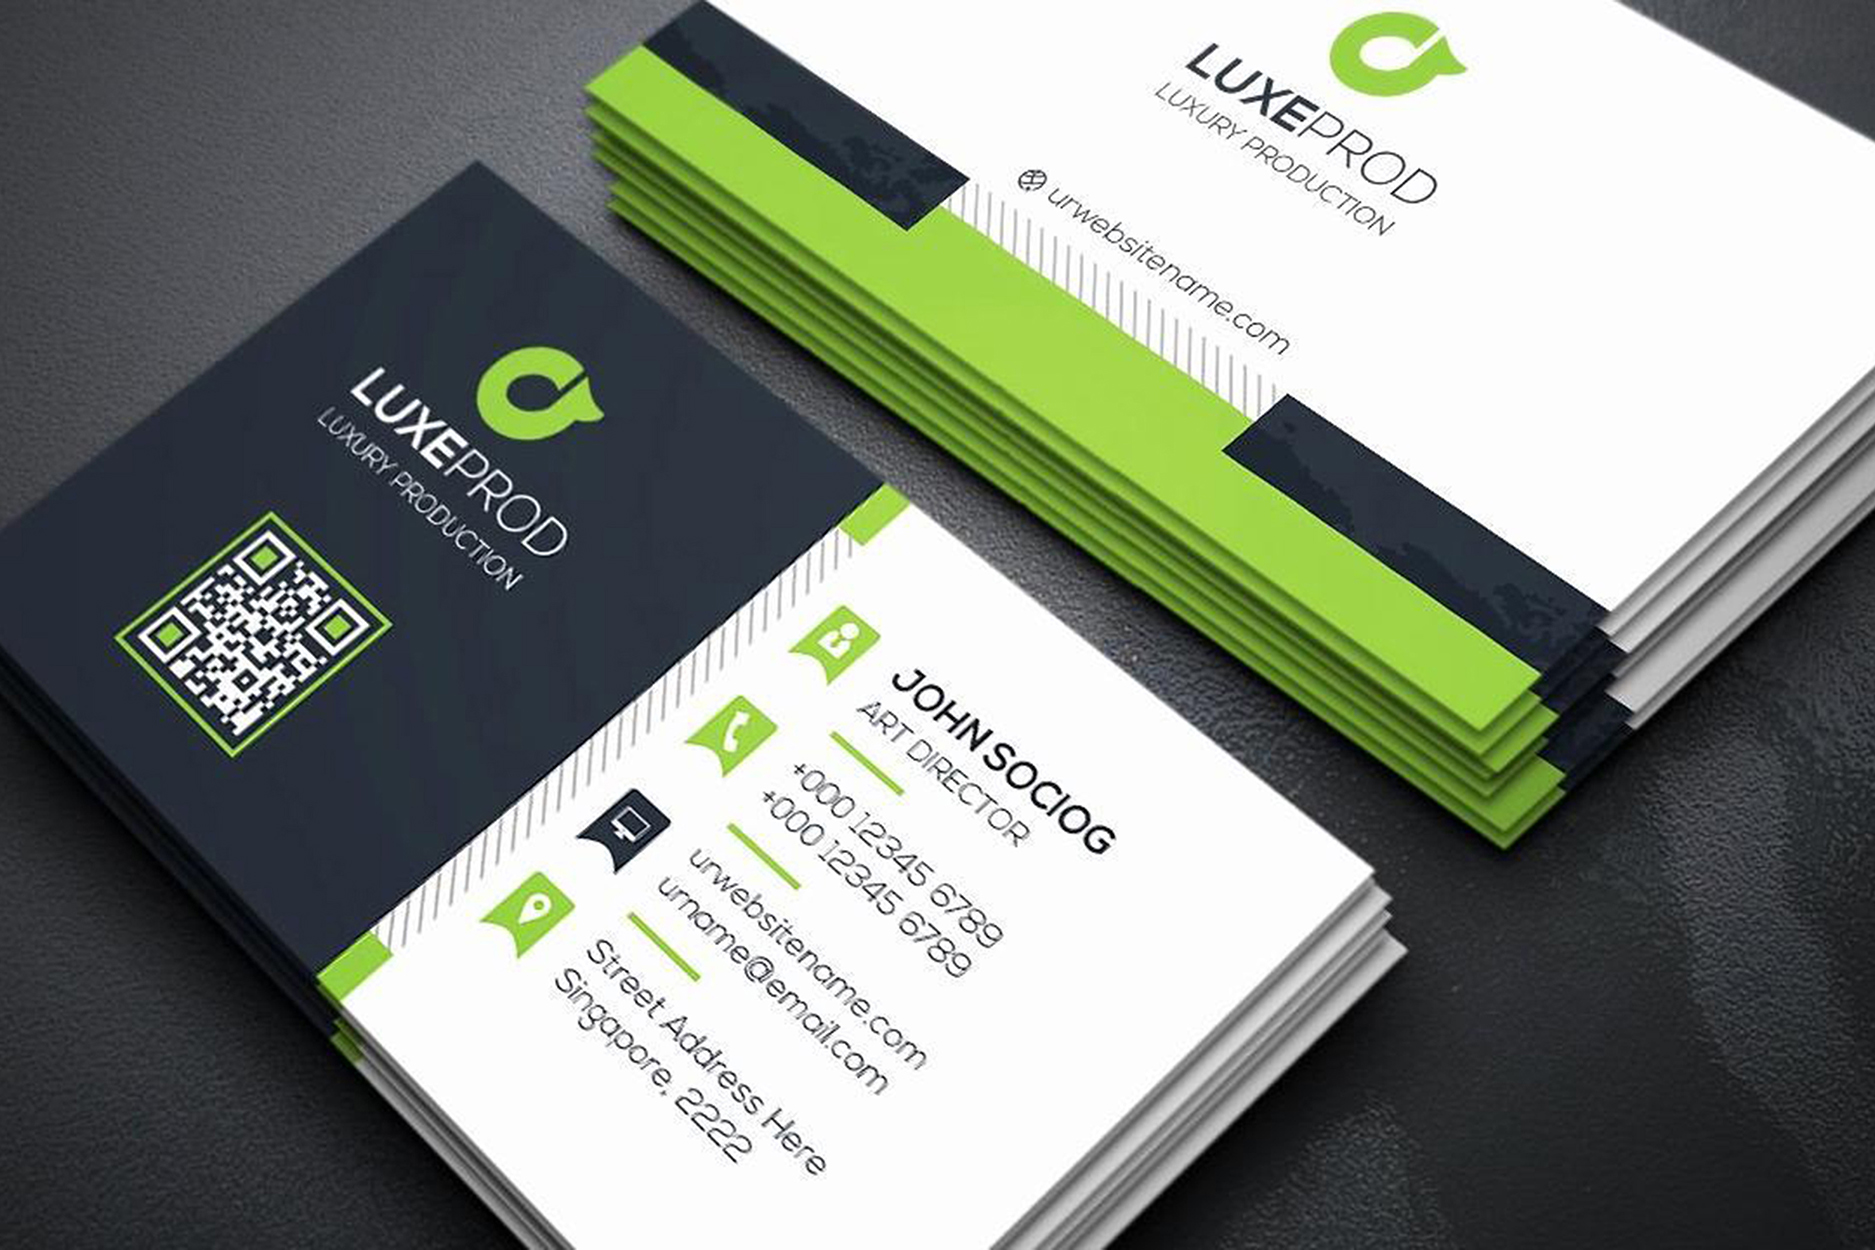 LUXEPROD
LUXURY PRODUCTION
urwebsitename.com
LUXEPROD
LUXURY PRODUCTION
JOHN SOCIOG
ART DIRECTOR
+000 12345 6789
+000 12345 6789
urwebsitename.com
urname@email.com
Street Address Here
Singapore, 2222